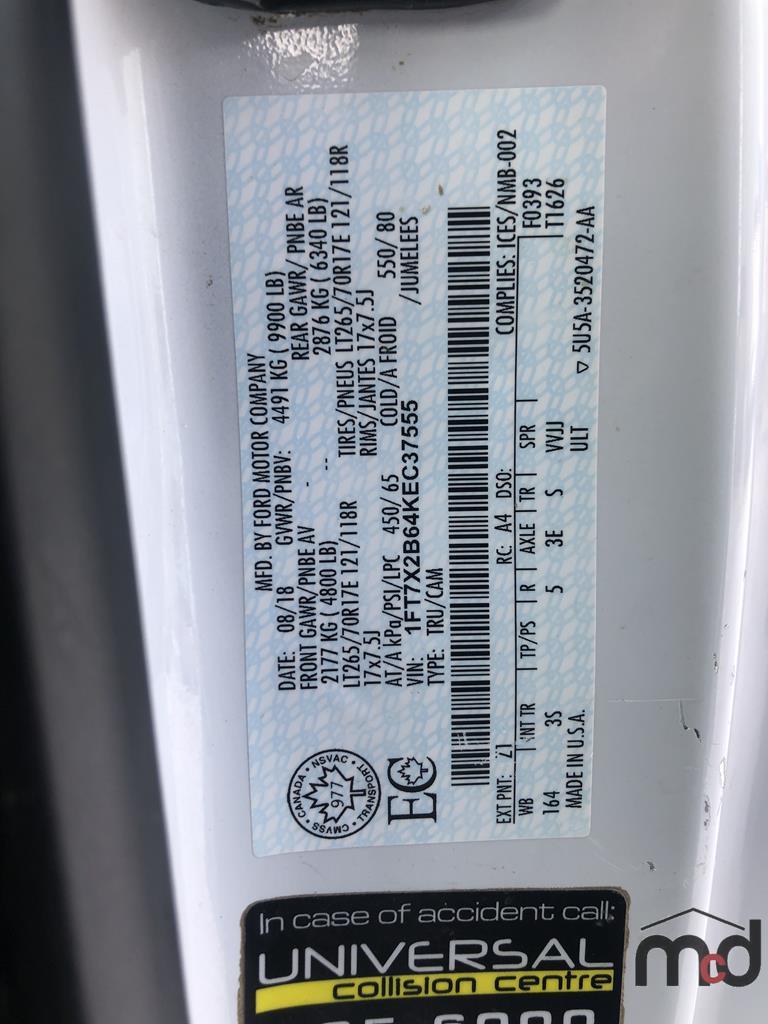 MFD. BY FORD MOTOR COMPANY
DATE: 08/18 GVWR/PNBV: 4491 KG ( 9900 LB)
FRONT GAWR/PNBE AV - REAR GAWR/ PNBE AR
2177 KG ( 4800 LB) -- 2876 KG ( 6340 LB)
LT265/70R17E 121/118R TIRES/PNEUS LT265/70R17E 121/118R
17x7.5J RIMS/JANTES 17x7.5J
AT/A kPa/PSI/LPC 450/ 65 COLD/A FROID 550/ 80
VIN: 1FT7X2B64KEC37555 /JUMELEES
TYPE: TRU/CAM
CANADA • NSVAC • TRANSPORT • CMVSS
977
EC
EXT PNT: Z1 RC: A4 DSO: COMPLIES: ICES/NMB-002
WB INT TR TP/PS R AXLE TR SPR F0393
164 3S 5 3E S VVJJ T1626
MADE IN U.S.A. ULT ▽ 5U5A-3520472-AA
In case of accident call:
UNIVERSAL
collision centre
mcd